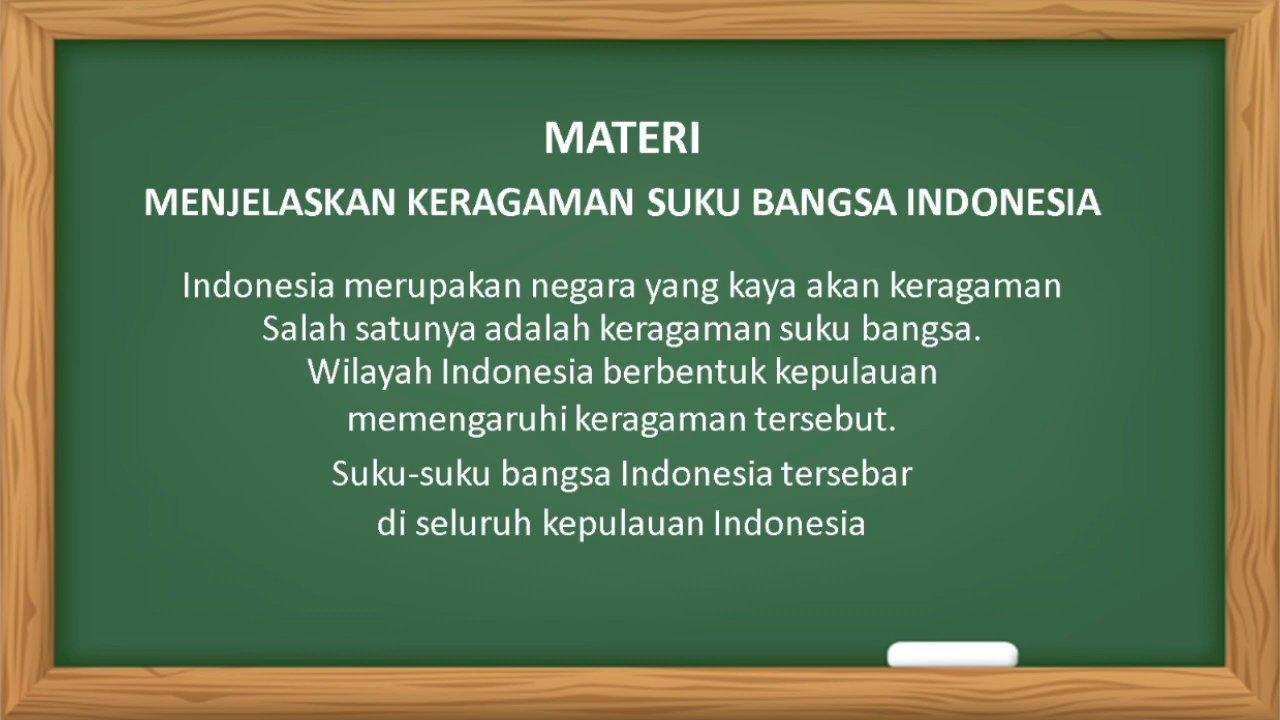 MATERI
MENJELASKAN KERAGAMAN SUKU BANGSA INDONESIA
Indonesia merupakan negara yang kaya akan keragaman
Salah satunya adalah keragaman suku bangsa.
Wilayah Indonesia berbentuk kepulauan
memengaruhi keragaman tersebut.
Suku-suku bangsa Indonesia tersebar
di seluruh kepulauan Indonesia